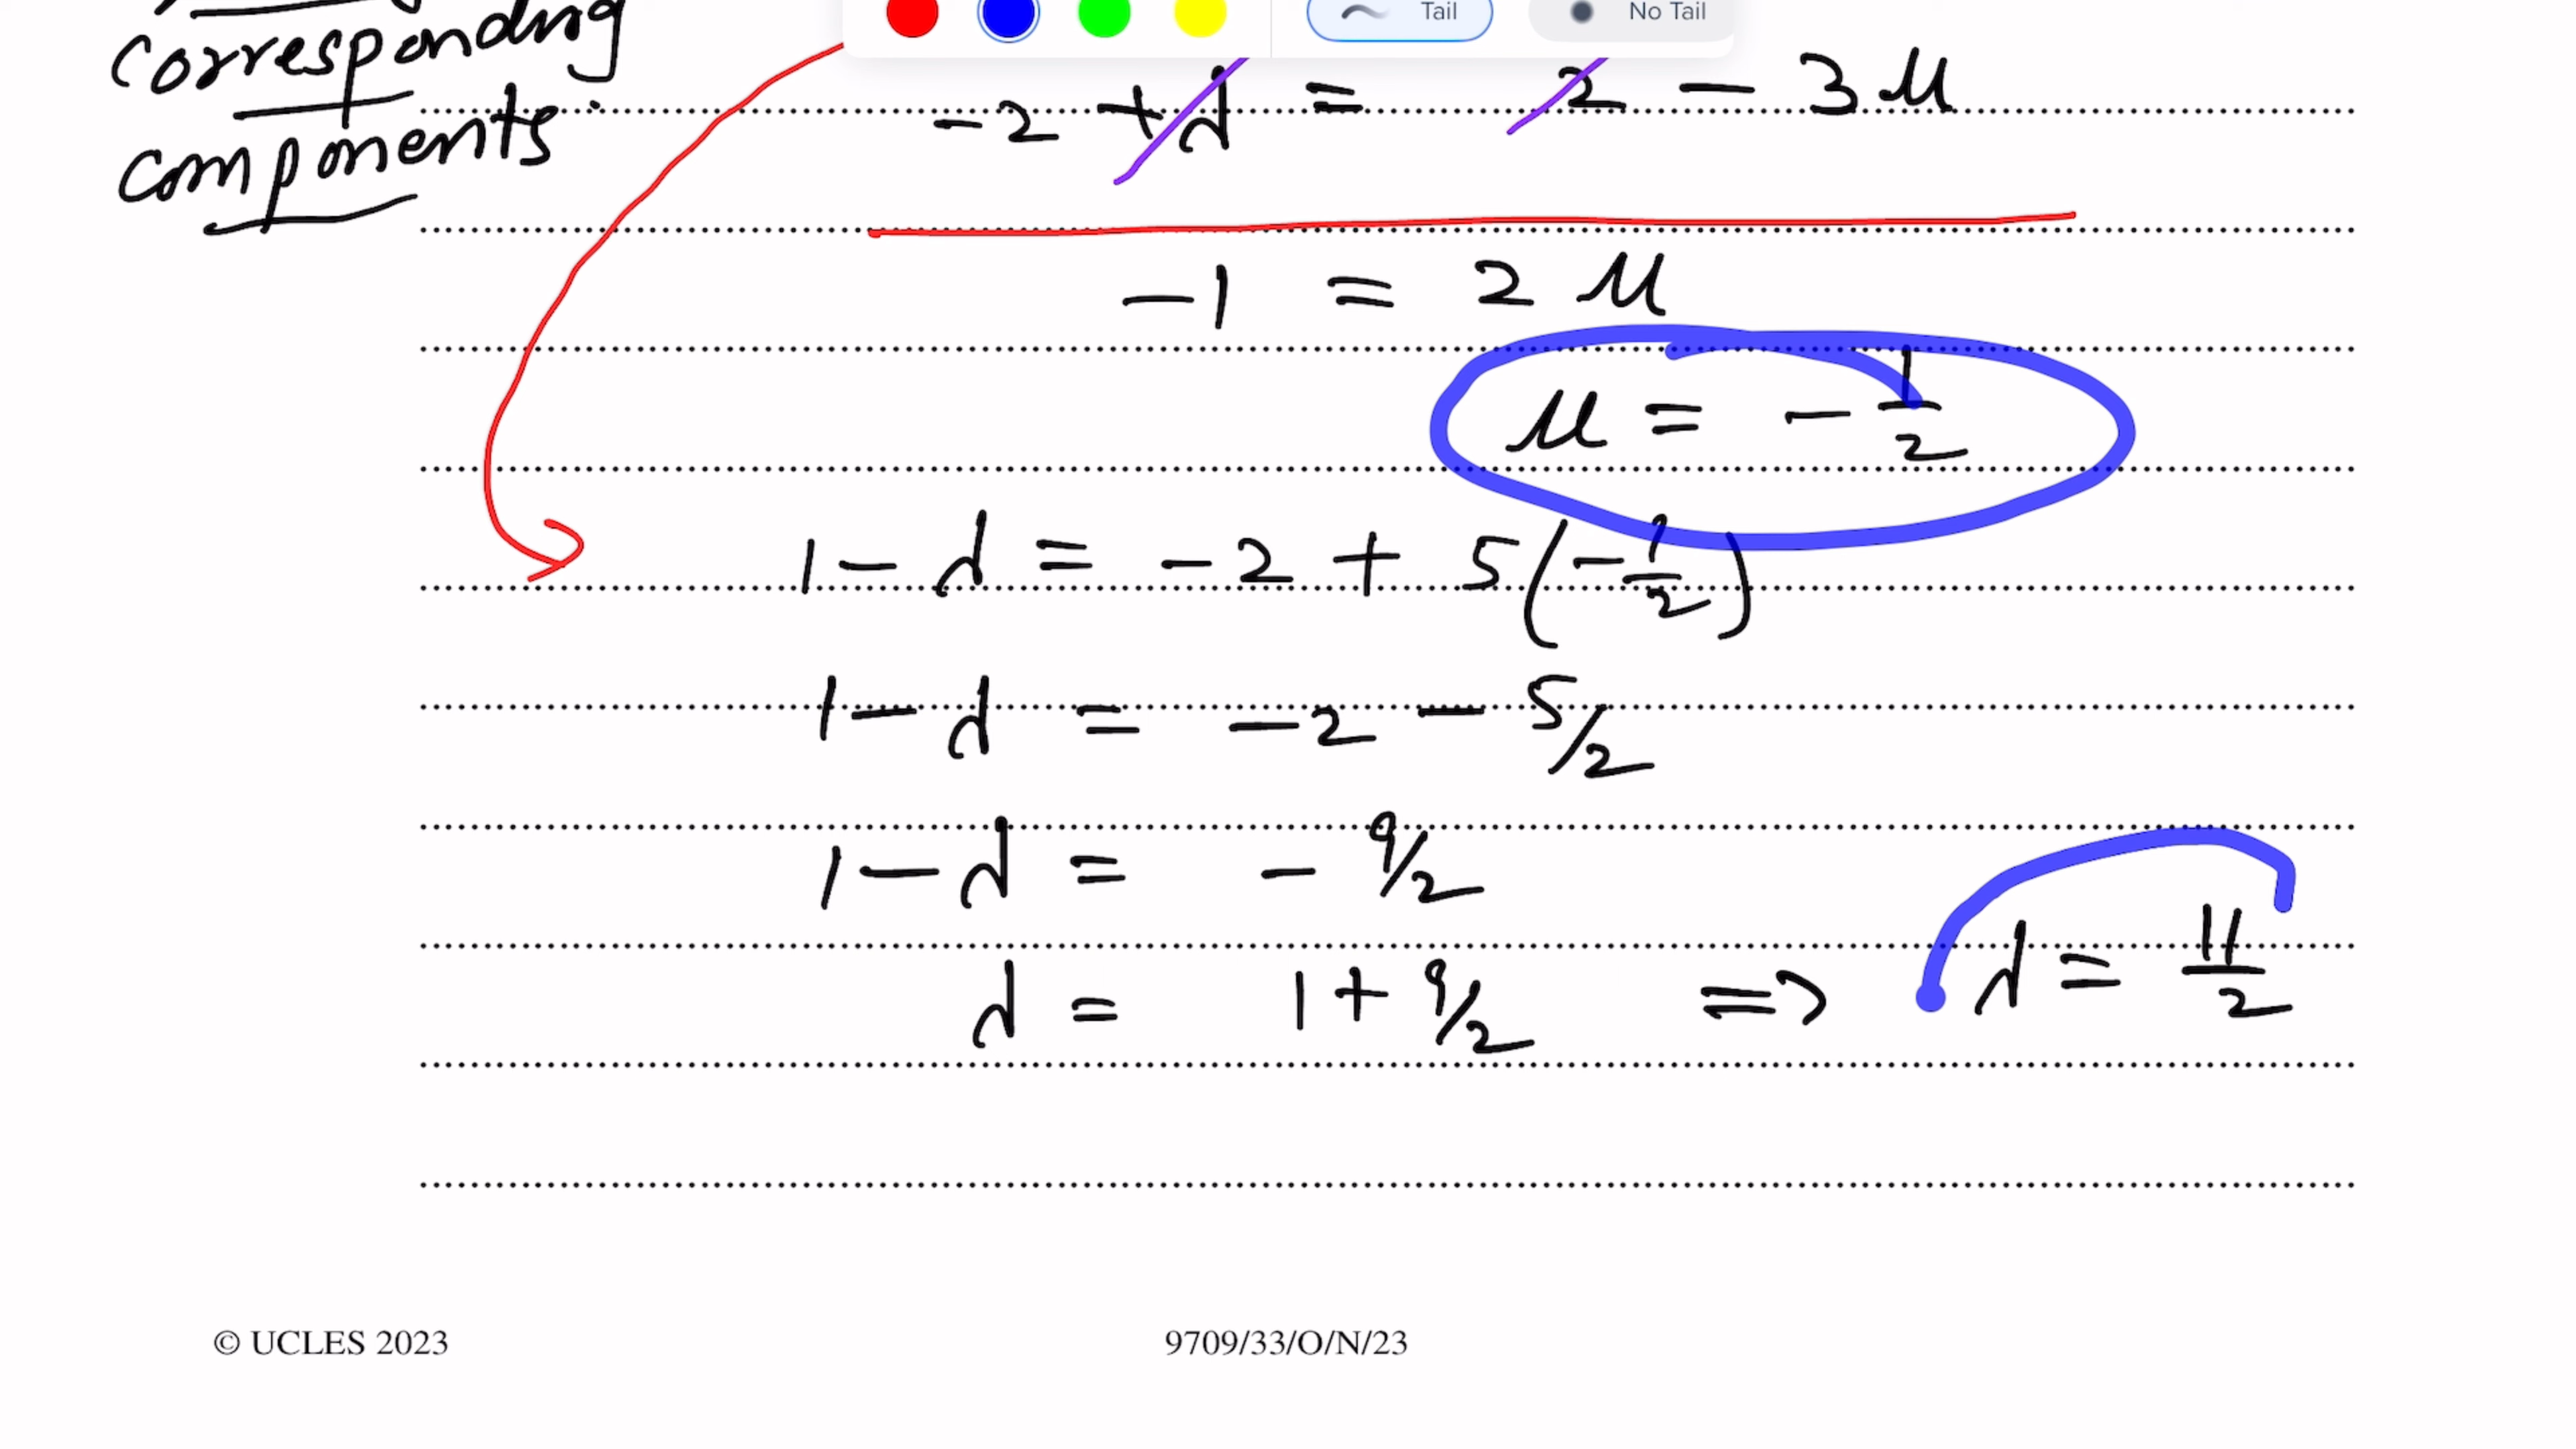 corresponding
components.
Tail
No Tail
-2 + λ = 2 - 3μ
-1 = 2μ
μ = -1/2
1 - λ = -2 + 5(-1/2)
1 - λ = -2 - 5/2
1 - λ = - 9/2
λ = 1 + 9/2 => λ = 11/2
© UCLES 2023
9709/33/O/N/23